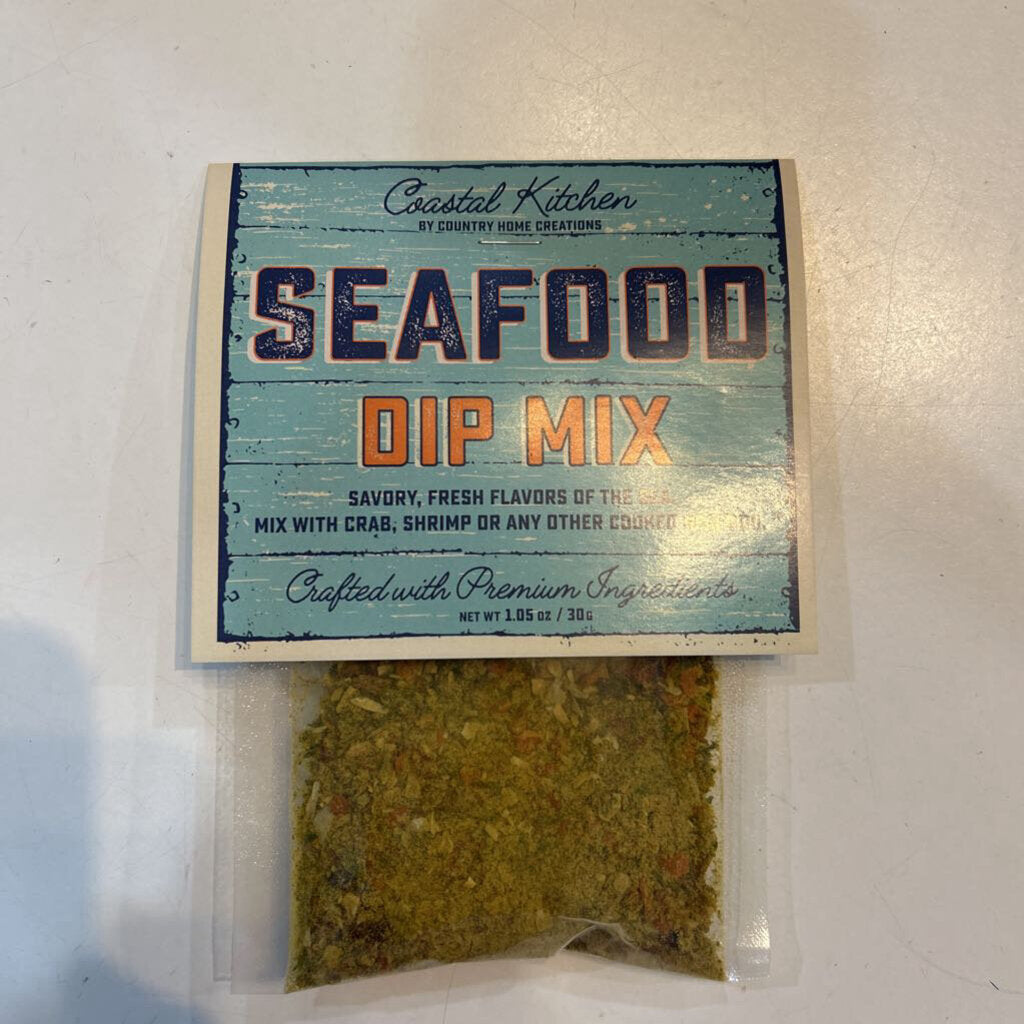 Coastal Kitchen
BY COUNTRY HOME CREATIONS
SEAFOOD
DIP MIX
SAVORY, FRESH FLAVORS OF THE SEA.
MIX WITH CRAB, SHRIMP OR ANY OTHER COOKED
Crafted with Premium Ingredients
NET WT 1.05 OZ / 30G